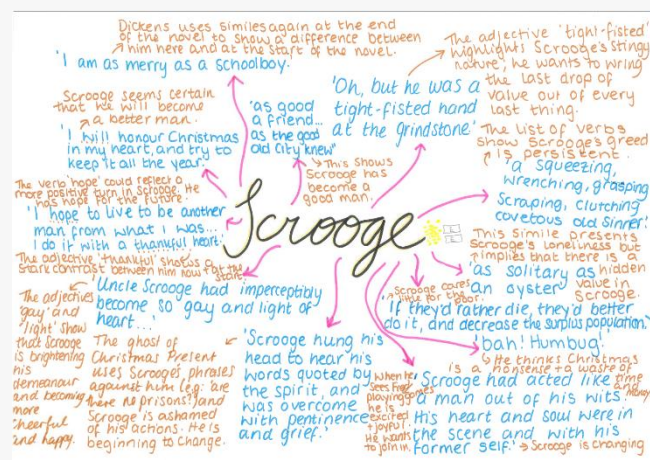 Dickens uses similes again at the end
of the novel to show a difference between
him here and at the start of the novel.
'I am as merry as a schoolboy.'
The adjective 'tight-fisted'
highlights Scrooge's stingy
nature, he wants to wring
the last drop of
value out of every
last thing.
'Oh, but he was a
tight-fisted hand
at the grindstone.'
Scrooge seems certain
that he will become
a better man.
'I will honour Christmas
in my heart, and try to
keep it all the year.'
'as good
a friend...
as the good
old City knew"
This shows
Scrooge has
become a
good man.
The list of verbs
show Scrooge's greed
is persistent.
'a squeezing,
wrenching, grasping
Scraping, clutching
covetous old sinner.'
The verb 'hope' could reflect a
more positive turn in Scrooge. He
has hope for the future.
'I hope to live to be another
man from what I was...
I do it with a thankful heart.'
Scrooge
This simile presents
Scrooge's loneliness but
implies that there is a
hidden
value in
Scrooge.
'as solitary as
an oyster'
The adjective 'thankful' shows a
stark contrast between him now + at the
start
'Uncle Scrooge had imperceptibly
become so gay and light of
heart...'
The adjectives
'gay' and
'light' show
that Scrooge
is brightening
his
demeanour
and becoming
more
cheerful
and happy.
The ghost of
Christmas Present
uses Scrooge's phrases
against him (eg: 'are
there no prisons?') and
Scrooge is ashamed
of his actions. He is
beginning to change.
'Scrooge hung his
head to hear his
words quoted by
the spirit, and
was overcome
with pentinence
and grief.'
Scrooge cares
little for the poor.
'If they'd rather die, they'd better
do it, and decrease the surplus population.'
'bah! Humbug!'
He thinks Christmas
is a nonsense + a waste of
time
and
money
When he
sees Fred
playing games
he is
excited
+ joyful.
He wants
to join in.
'Scrooge had acted like
a man out of his wits.
His heart and soul were in
the scene and with his
former self.'
Scrooge is changing